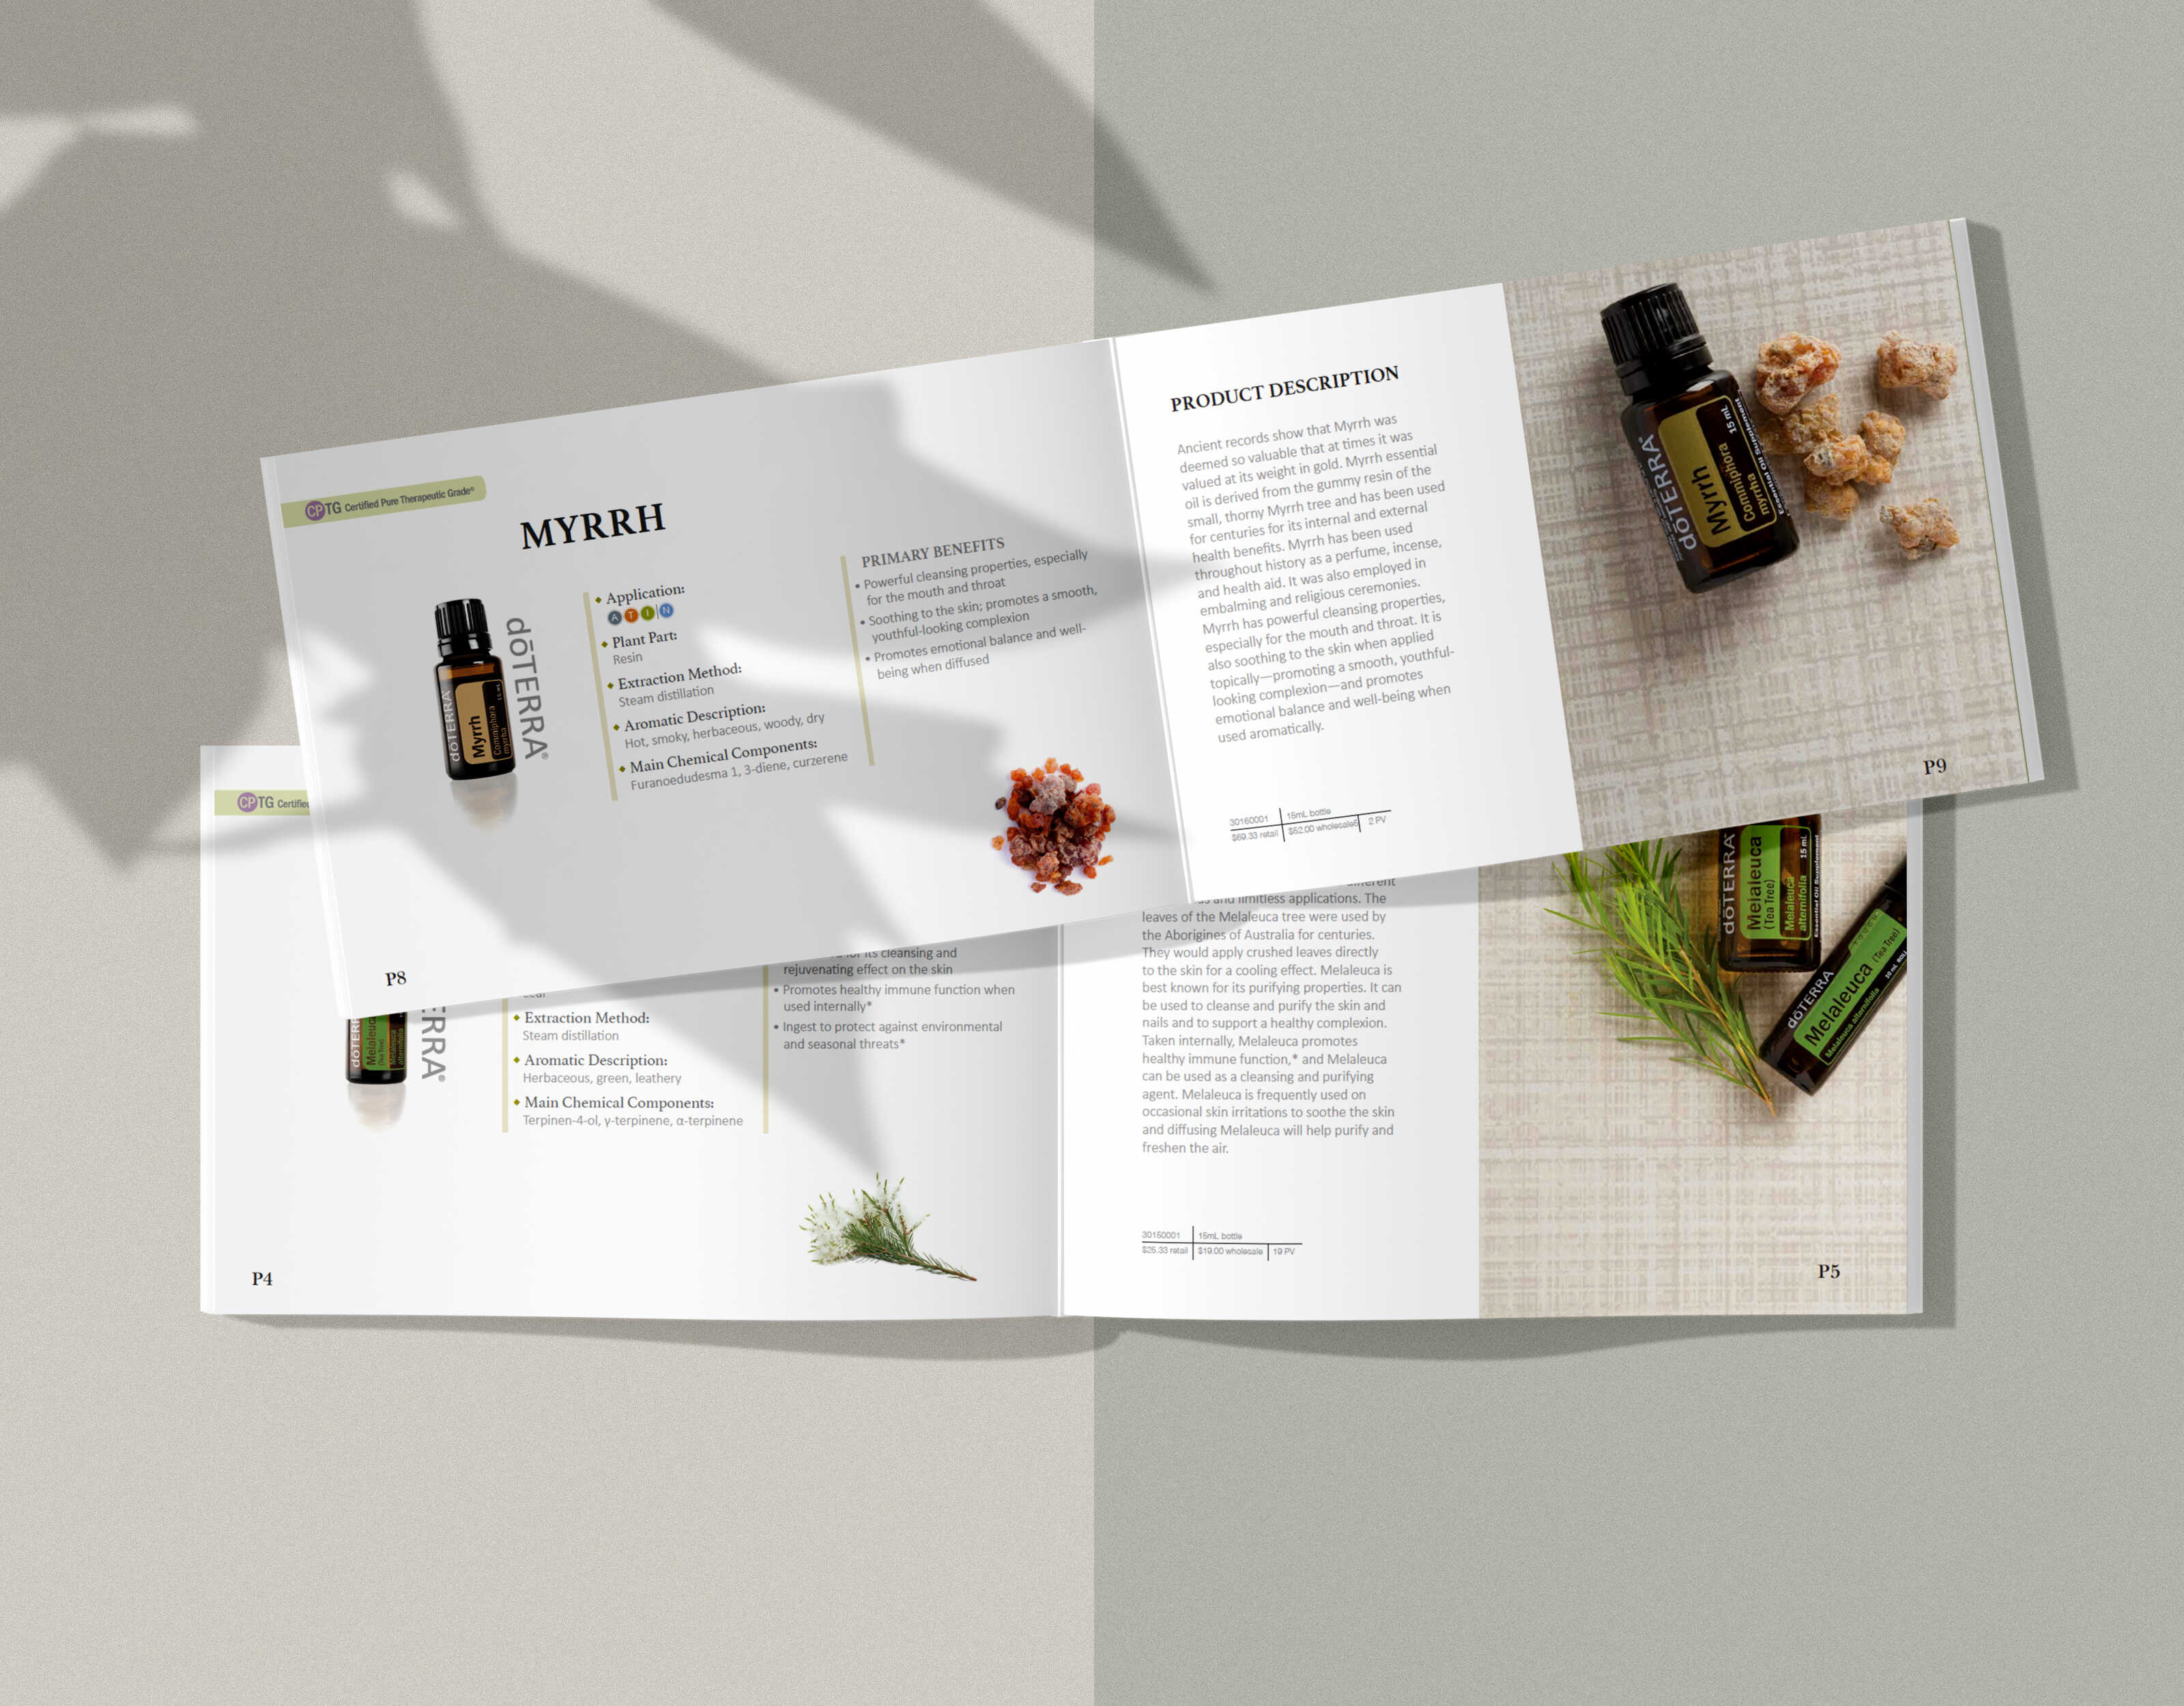 CPTG Certified Pure Therapeutic Grade®
MYRRH
dōTERRA
Myrrh
Commiphora
myrrha
15 mL
dōTERRA®
Application:
A T I N
Plant Part:
Resin
Extraction Method:
Steam distillation
Aromatic Description:
Hot, smoky, herbaceous, woody, dry
Main Chemical Components:
Furanoedudesma 1, 3-diene, curzerene
PRIMARY BENEFITS
• Powerful cleansing properties, especially
for the mouth and throat
• Soothing to the skin; promotes a smooth,
youthful-looking complexion
• Promotes emotional balance and well-
being when diffused
P8
PRODUCT DESCRIPTION
Ancient records show that Myrrh was
deemed so valuable that at times it was
valued at its weight in gold. Myrrh essential
oil is derived from the gummy resin of the
small, thorny Myrrh tree and has been used
for centuries for its internal and external
health benefits. Myrrh has been used
throughout history as a perfume, incense,
and health aid. It was also employed in
embalming and religious ceremonies.
Myrrh has powerful cleansing properties,
especially for the mouth and throat. It is
also soothing to the skin when applied
topically—promoting a smooth, youthful-
looking complexion—and promotes
emotional balance and well-being when
used aromatically.
30160001 15mL bottle
$69.33 retail $52.00 wholesale 2 PV
dōTERRA®
Myrrh
Commiphora
myrrha
15 mL
Essential Oil Supplement
P9
CPTG
dōTERRA
Melaleuca
(Tea Tree)
Melaleuca
alternifolia
Extraction Method:
Steam distillation
Aromatic Description:
Herbaceous, green, leathery
Main Chemical Components:
Terpinen-4-ol, γ-terpinene, α-terpinene
its cleansing and
rejuvenating effect on the skin
• Promotes healthy immune function when
used internally*
• Ingest to protect against environmental
and seasonal threats*
P4
and limitless applications. The
leaves of the Melaleuca tree were used by
the Aborigines of Australia for centuries.
They would apply crushed leaves directly
to the skin for a cooling effect. Melaleuca is
best known for its purifying properties. It can
be used to cleanse and purify the skin and
nails and to support a healthy complexion.
Taken internally, Melaleuca promotes
healthy immune function,* and Melaleuca
can be used as a cleansing and purifying
agent. Melaleuca is frequently used on
occasional skin irritations to soothe the skin
and diffusing Melaleuca will help purify and
freshen the air.
30150001 15mL bottle
$25.33 retail $19.00 wholesale 19 PV
dōTERRA®
Melaleuca
(Tea Tree)
Melaleuca
alternifolia
15 mL
Essential Oil Supplement
dōTERRA
Melaleuca (Tea Tree)
Melaleuca alternifolia
P5